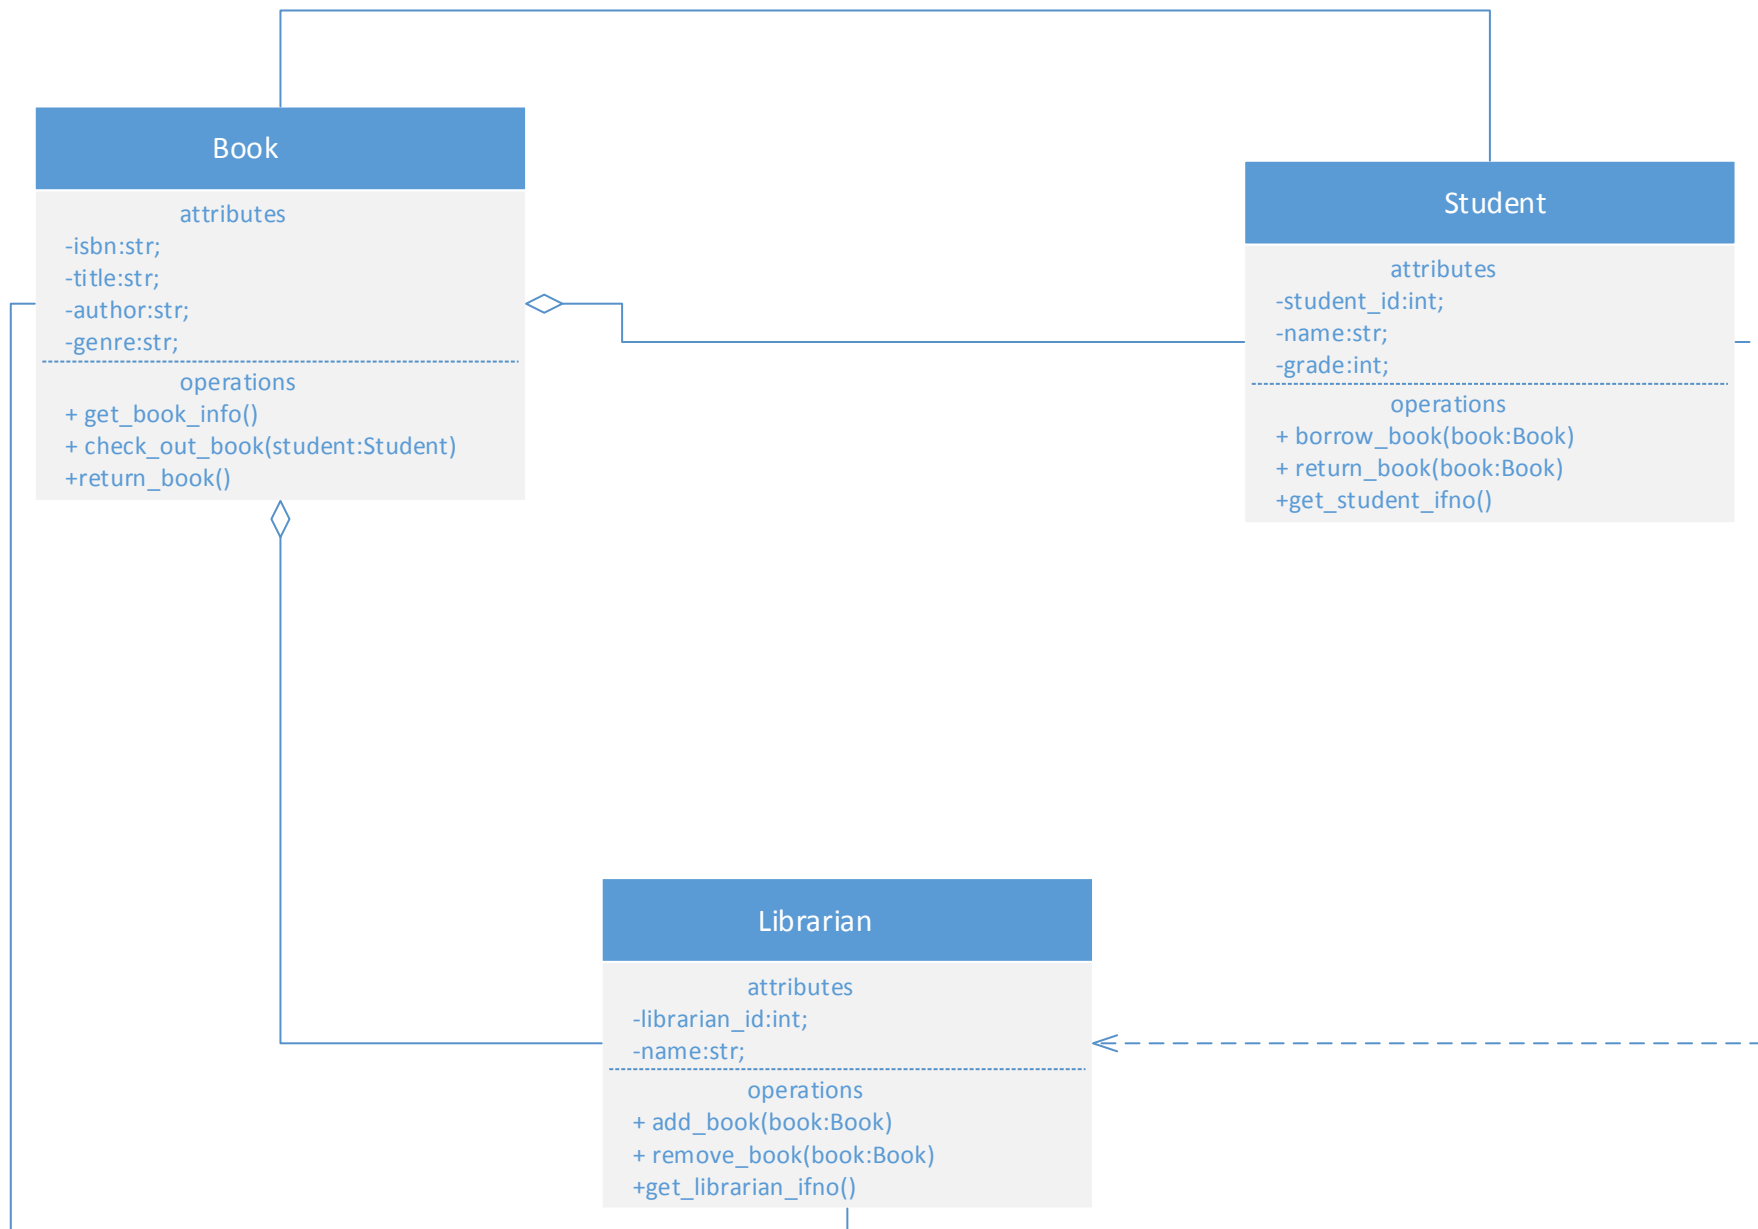 Book
attributes
-isbn:str;
-title:str;
-author:str;
-genre:str;
operations
+ get_book_info()
+ check_out_book(student:Student)
+return_book()
Student
attributes
-student_id:int;
-name:str;
-grade:int;
operations
+ borrow_book(book:Book)
+ return_book(book:Book)
+get_student_ifno()
Librarian
attributes
-librarian_id:int;
-name:str;
operations
+ add_book(book:Book)
+ remove_book(book:Book)
+get_librarian_ifno()